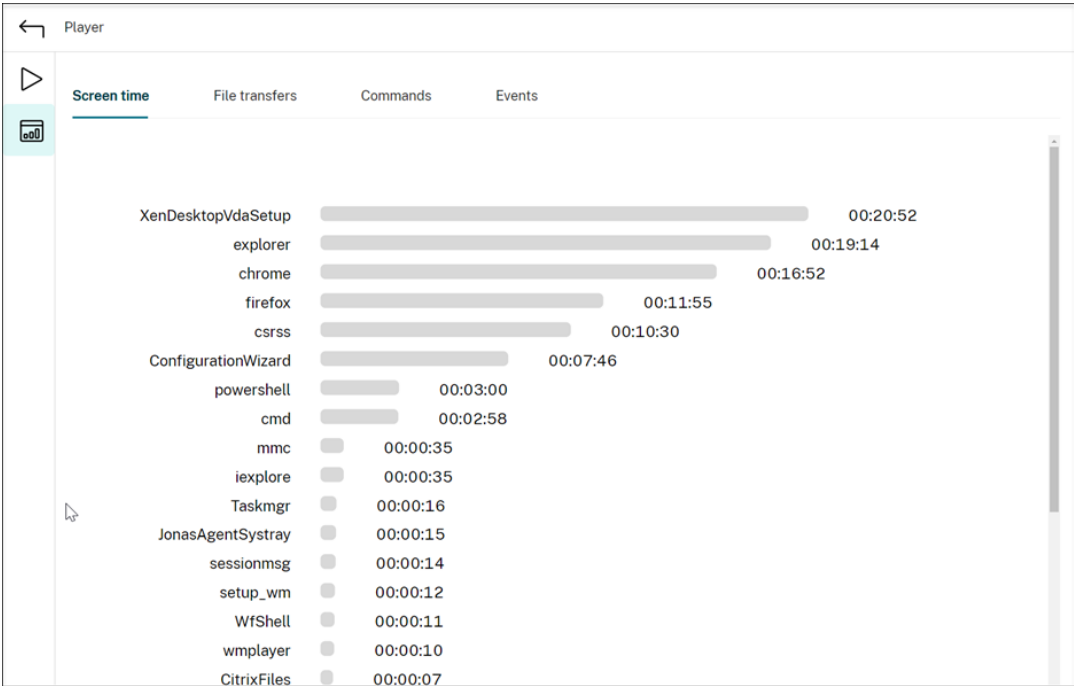 Player
Screen time File transfers Commands Events
XenDesktopVdaSetup 00:20:52
explorer 00:19:14
chrome 00:16:52
firefox 00:11:55
csrss 00:10:30
ConfigurationWizard 00:07:46
powershell 00:03:00
cmd 00:02:58
mmc 00:00:35
iexplore 00:00:35
Taskmgr 00:00:16
JonasAgentSystray 00:00:15
sessionmsg 00:00:14
setup_wm 00:00:12
WfShell 00:00:11
wmplayer 00:00:10
CitrixFiles 00:00:07